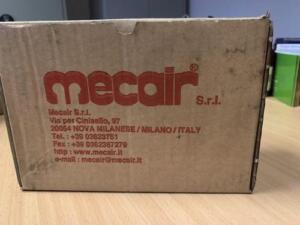 mecair® S.r.l.
Mecair S.r.l.
Via per Cinisello, 97
20054 NOVA MILANESE / MILANO / ITALY
Tel.: +39 03623751
Fax : +39 0362367279
http : www.mecair.it
e-mail : mecair@mecair.it